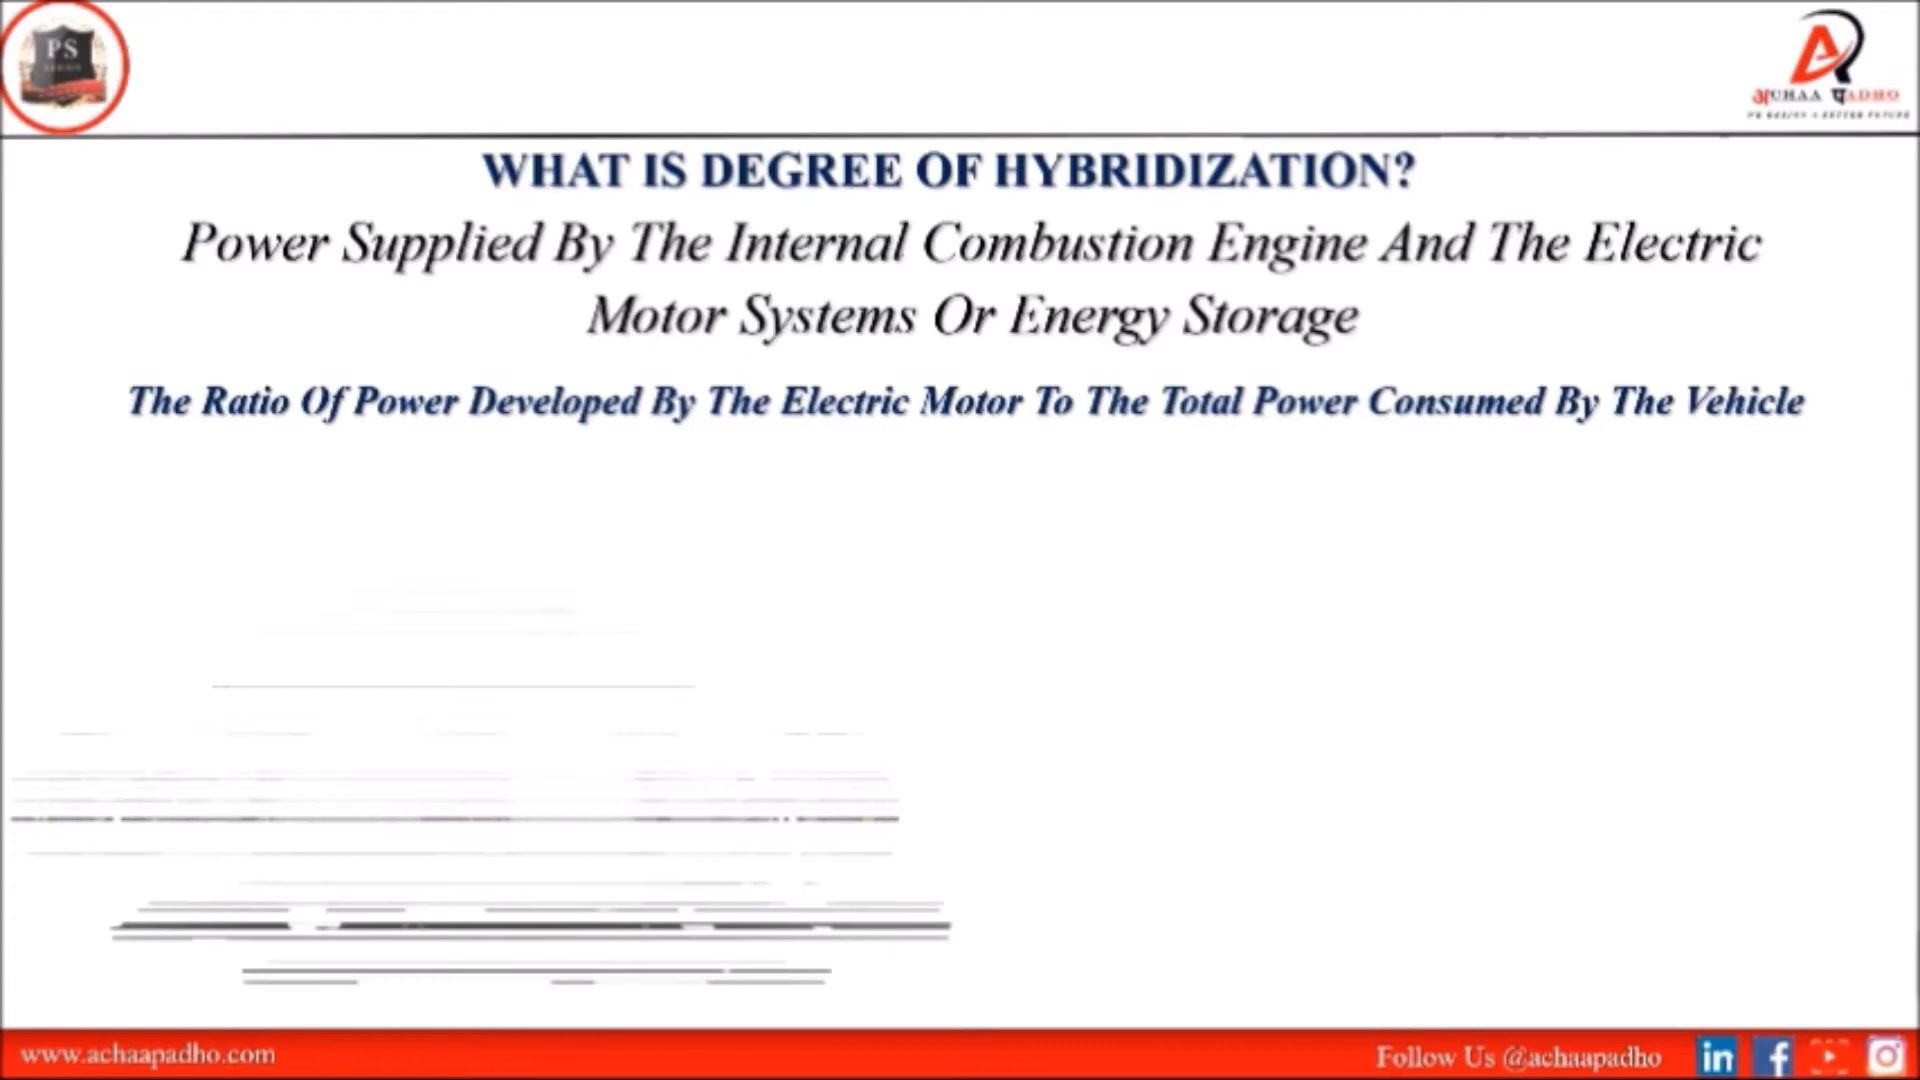 PS
अCHAA पADHO
WHAT IS DEGREE OF HYBRIDIZATION?
Power Supplied By The Internal Combustion Engine And The Electric
Motor Systems Or Energy Storage
The Ratio Of Power Developed By The Electric Motor To The Total Power Consumed By The Vehicle
www.achaapadho.com
Follow Us @achaapadho
in
f